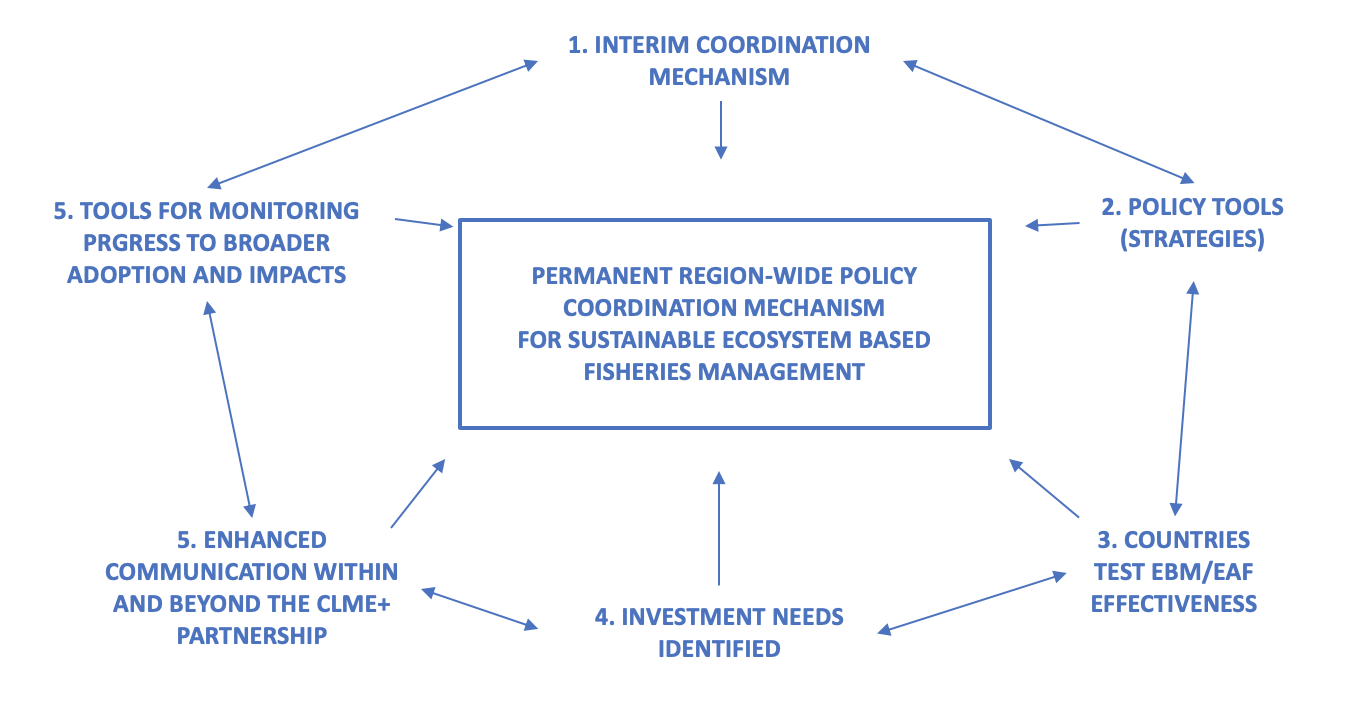 1. INTERIM COORDINATION
MECHANISM
5. TOOLS FOR MONITORING
PRGRESS TO BROADER
ADOPTION AND IMPACTS
2. POLICY TOOLS
(STRATEGIES)
PERMANENT REGION-WIDE POLICY
COORDINATION MECHANISM
FOR SUSTAINABLE ECOSYSTEM BASED
FISHERIES MANAGEMENT
5. ENHANCED
COMMUNICATION WITHIN
AND BEYOND THE CLME+
PARTNERSHIP
4. INVESTMENT NEEDS
IDENTIFIED
3. COUNTRIES
TEST EBM/EAF
EFFECTIVENESS